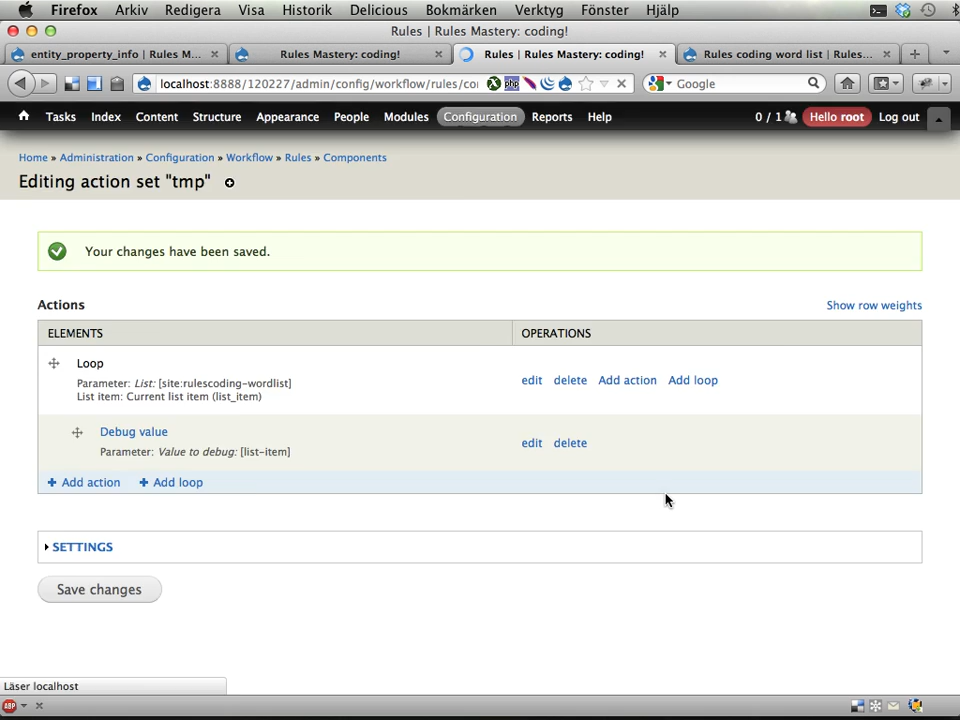 Firefox Arkiv Redigera Visa Historik Delicious Bokmärken Verktyg Fönster Hjälp
Rules | Rules Mastery: coding!
entity_property_info | Rules M... Rules Mastery: coding! Rules | Rules Mastery: coding! Rules coding word list | Rules...
localhost:8888/120227/admin/config/workflow/rules/co Google
Tasks Index Content Structure Appearance People Modules Configuration Reports Help 0 / 1 Hello root Log out
Home » Administration » Configuration » Workflow » Rules » Components
Editing action set "tmp"
Your changes have been saved.
Actions
Show row weights
ELEMENTS OPERATIONS
Loop
Parameter: List: [site:rulescoding-wordlist]
List item: Current list item (list_item)
edit delete Add action Add loop
Debug value
Parameter: Value to debug: [list-item]
edit delete
+ Add action + Add loop
SETTINGS
Save changes
Läser localhost
ABP